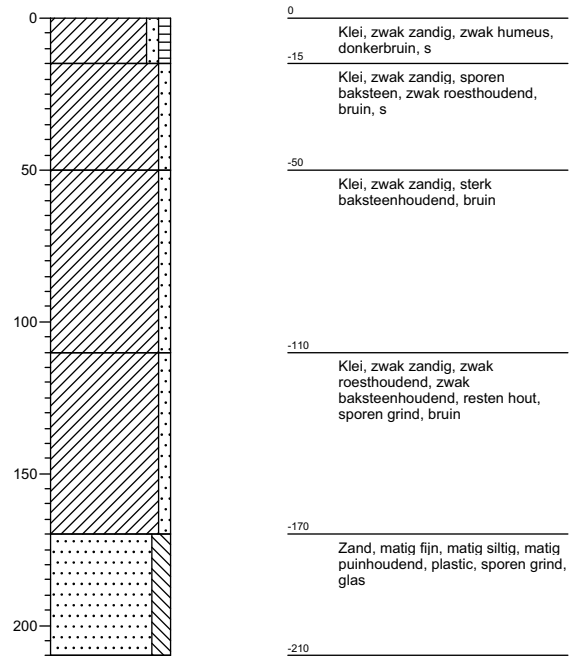 0
0
Klei, zwak zandig, zwak humeus,
donkerbruin, s
-15
Klei, zwak zandig, sporen
baksteen, zwak roesthoudend,
bruin, s
50
-50
Klei, zwak zandig, sterk
baksteenhoudend, bruin
100
-110
Klei, zwak zandig, zwak
roesthoudend, zwak
baksteenhoudend, resten hout,
sporen grind, bruin
150
-170
Zand, matig fijn, matig siltig, matig
puinhoudend, plastic, sporen grind,
glas
200
-210